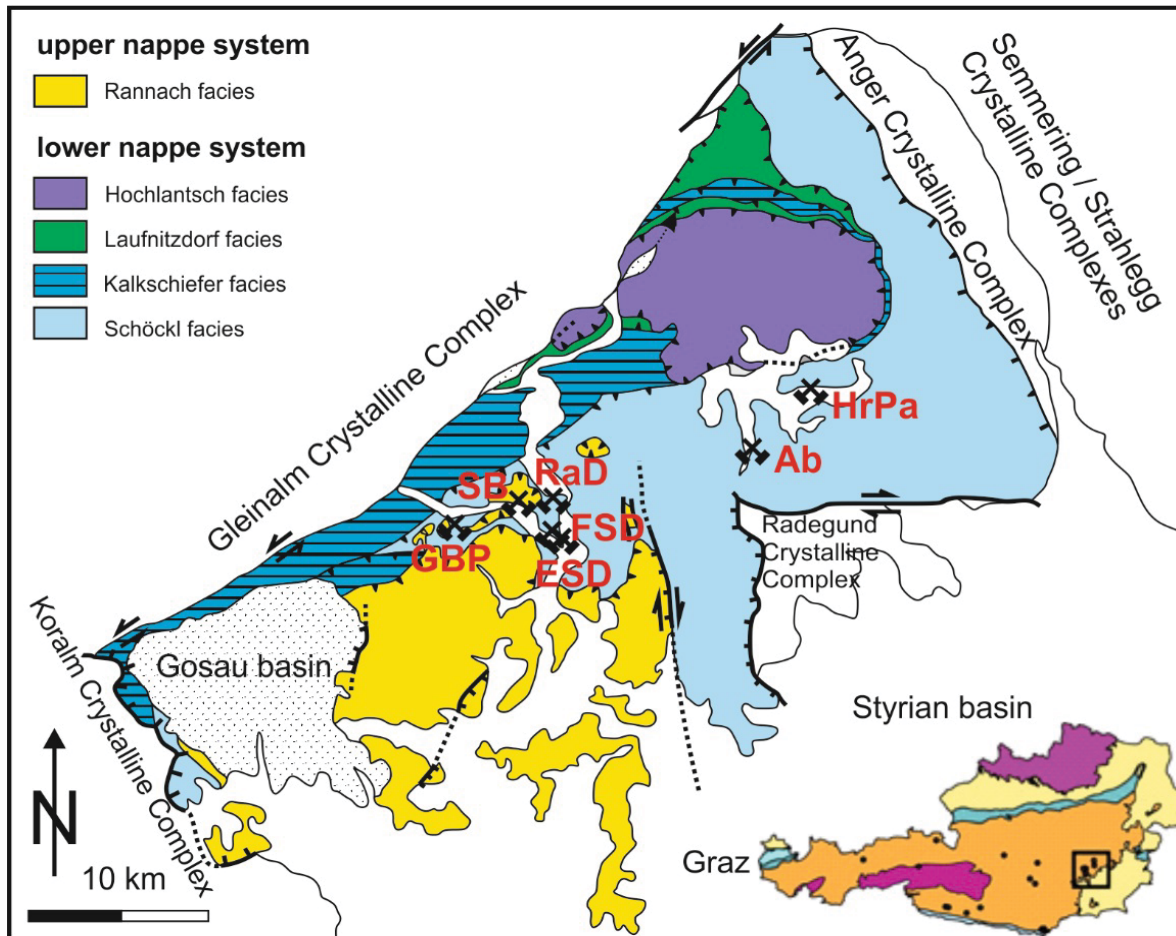 upper nappe system
Rannach facies
lower nappe system
Hochlantsch facies
Laufnitzdorf facies
Kalkschiefer facies
Schöckl facies
Anger Crystalline Complex
Semmering / Strahlegg
Crystalline Complexes
Gleinalm Crystalline Complex
HrPa
Ab
RaD
SB
FSD
GBP
ESD
Radegund
Crystalline
Complex
Gosau basin
Koralm Crystalline Complex
Styrian basin
N
Graz
10 km